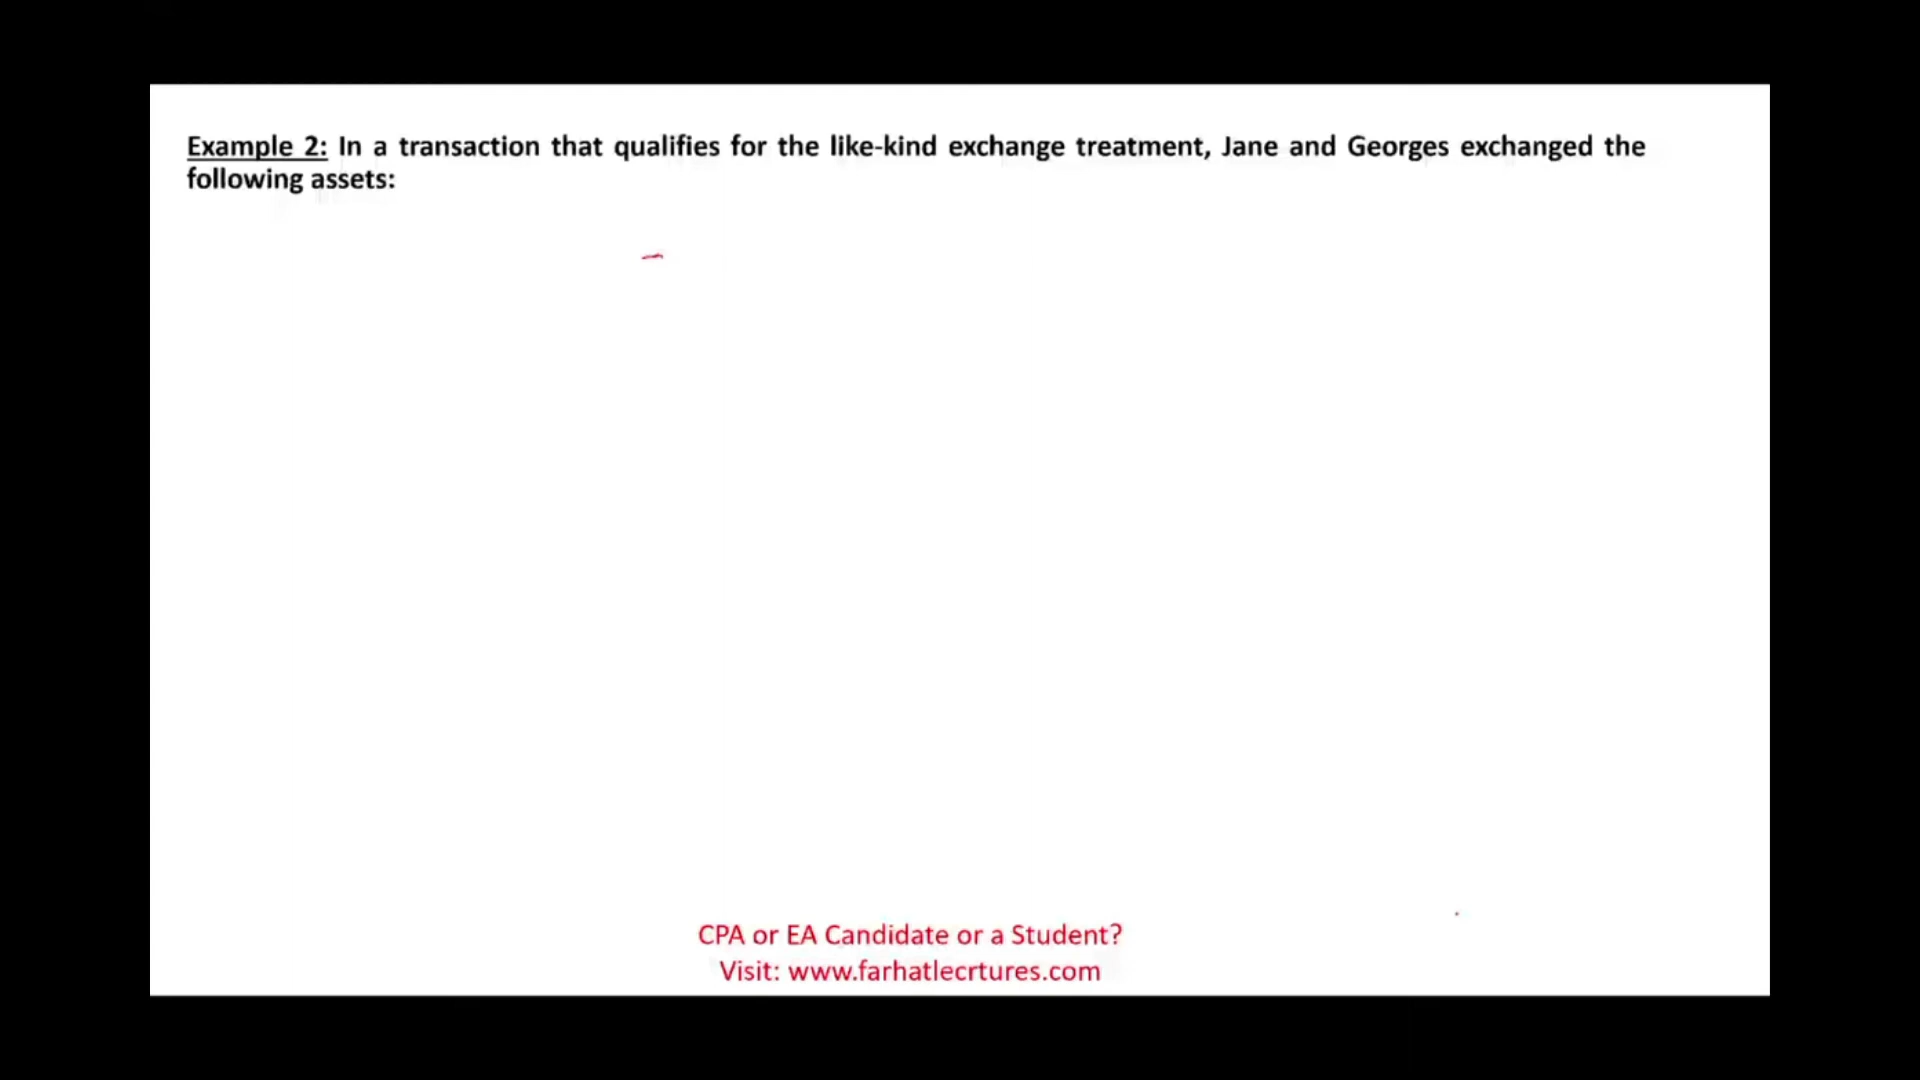 Example 2: In a transaction that qualifies for the like-kind exchange treatment, Jane and Georges exchanged the
following assets:
CPA or EA Candidate or a Student?
Visit: www.farhatlecrtures.com